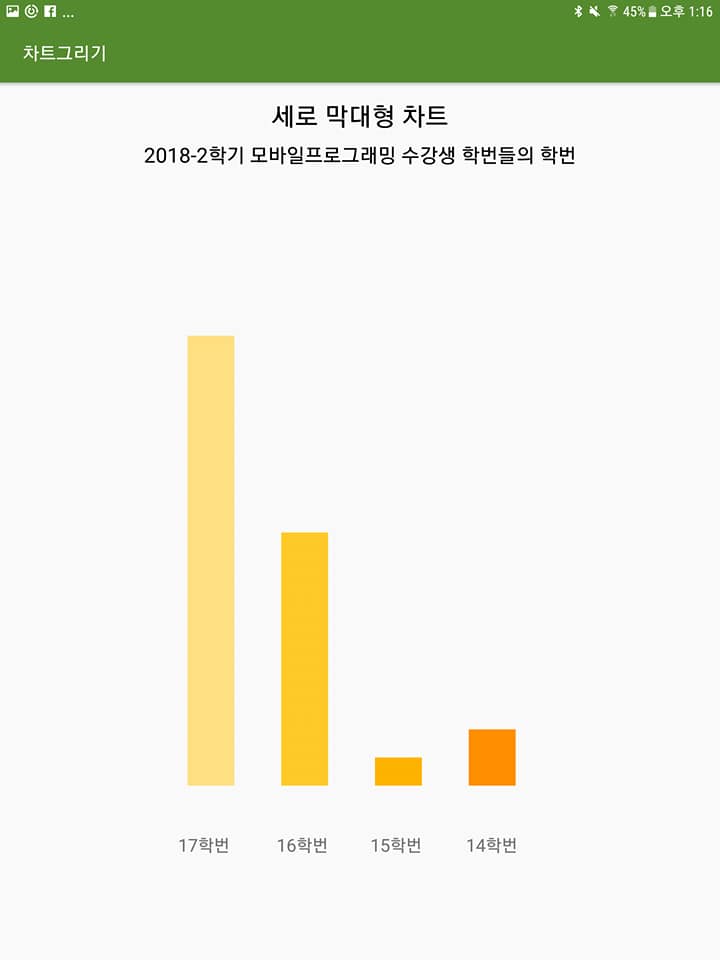 ... 45% 오후 1:16
차트그리기
세로 막대형 차트
2018-2학기 모바일프로그래밍 수강생 학번들의 학번
17학번 16학번 15학번 14학번